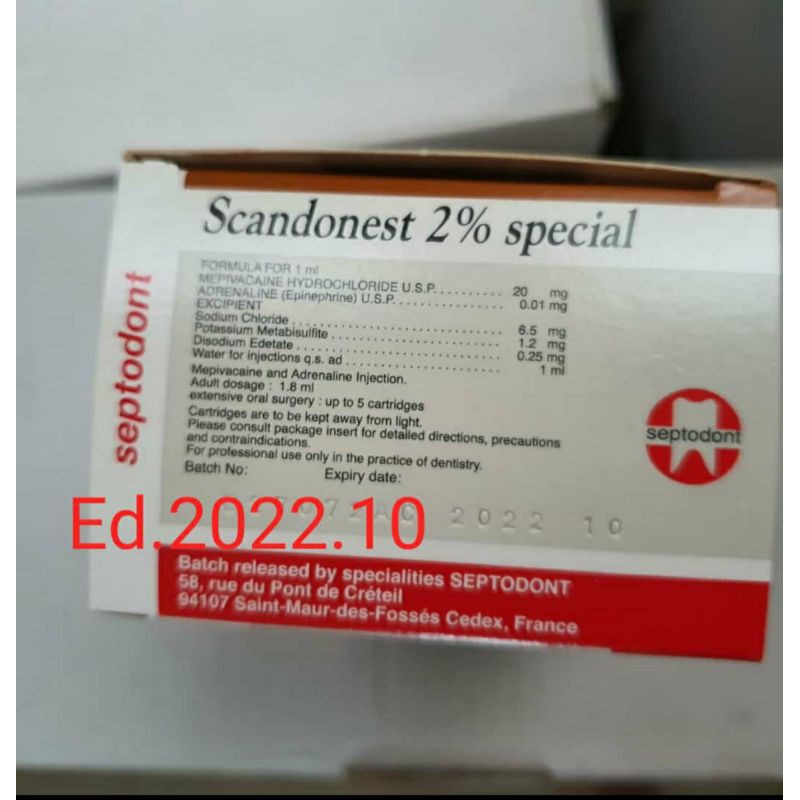 Scandonest 2% special
FORMULA FOR 1 ml
MEPIVACAINE HYDROCHLORIDE U.S.P. .......... 20 mg
ADRENALINE (Epinephrine) U.S.P. ............... 0.01 mg
EXCIPIENT
Sodium Chloride ................................ 6.5 mg
Potassium Metabisulfite ......................... 1.2 mg
Disodium Edetate ............................... 0.25 mg
Water for injections q.s. ad ....................... 1 ml
Mepivacaine and Adrenaline Injection.
Adult dosage : 1.8 ml
extensive oral surgery : up to 5 cartridges
Cartridges are to be kept away from light.
Please consult package insert for detailed directions, precautions
and contraindications.
For professional use only in the practice of dentistry.
Batch No: Expiry date:
2022 10
Ed.2022.10
septodont
septodont
Batch released by specialities SEPTODONT
58, rue du Pont de Créteil
94107 Saint-Maur-des-Fossés Cedex, France